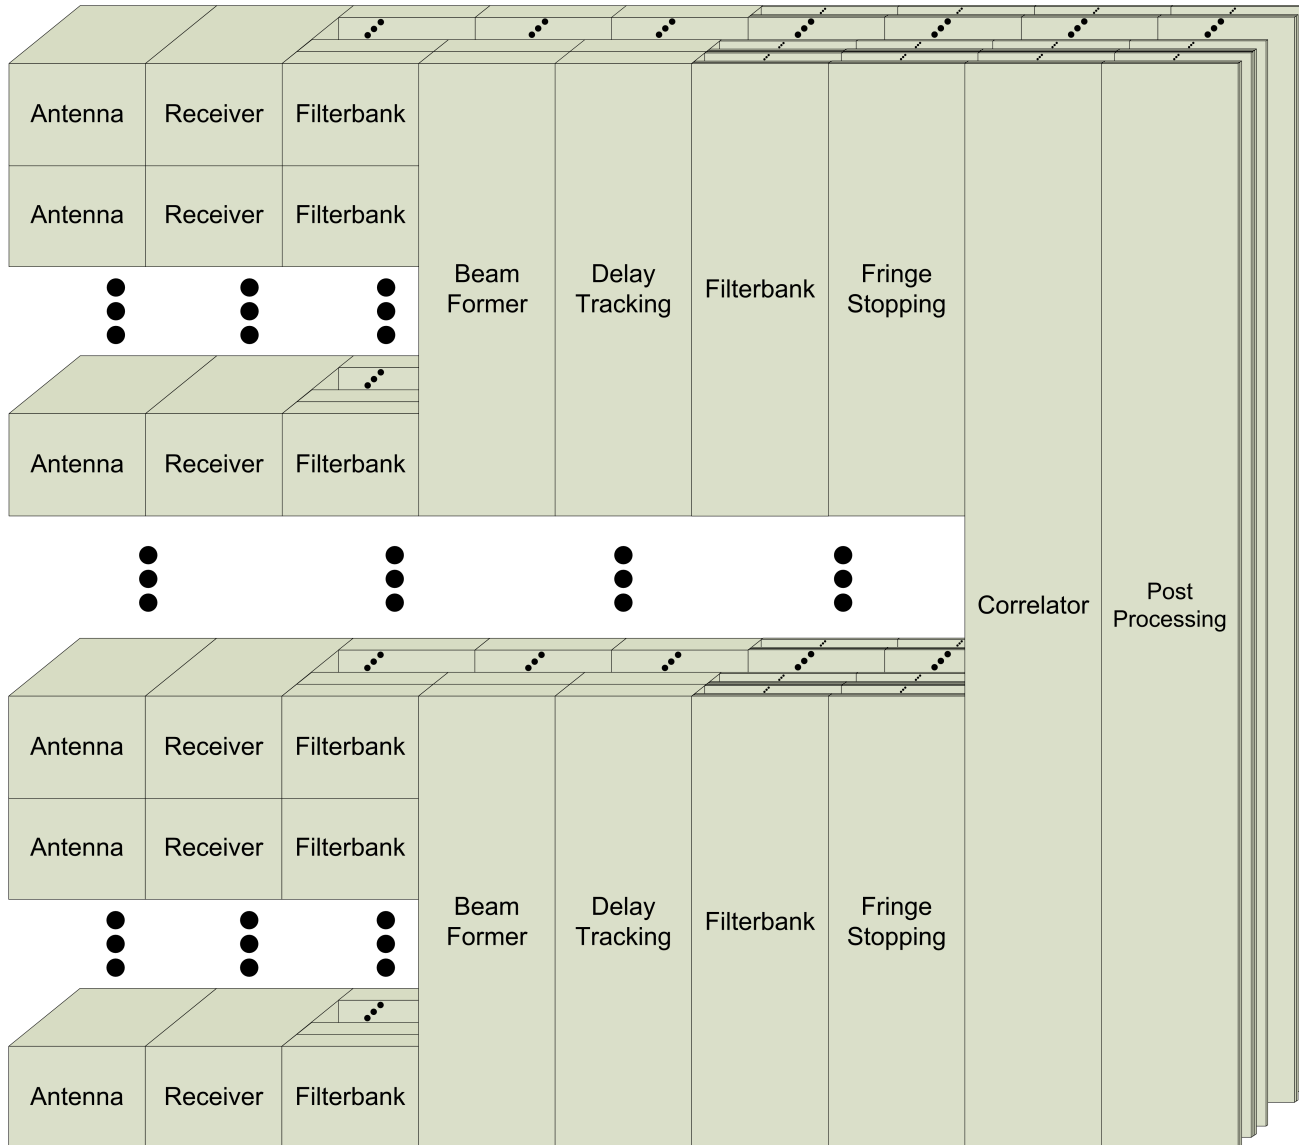 Antenna
Receiver
Filterbank
Antenna
Receiver
Filterbank
Beam
Former
Delay
Tracking
Filterbank
Fringe
Stopping
Antenna
Receiver
Filterbank
Correlator
Post
Processing
Antenna
Receiver
Filterbank
Antenna
Receiver
Filterbank
Beam
Former
Delay
Tracking
Filterbank
Fringe
Stopping
Antenna
Receiver
Filterbank